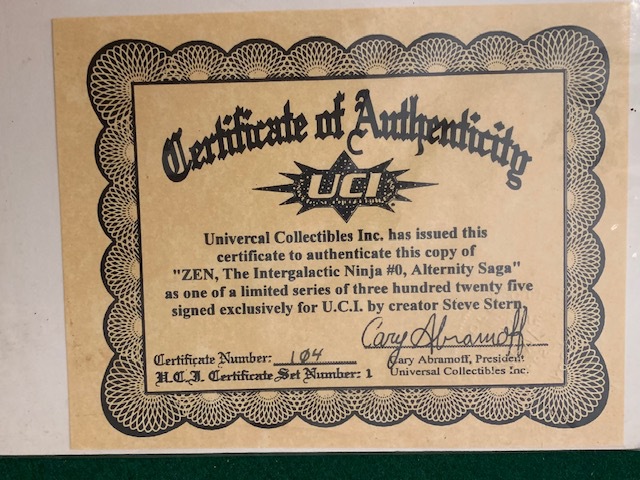 Certificate of Authenticity
UCI
Univercal Collectibles Inc. has issued this
certificate to authenticate this copy of
"ZEN, The Intergalactic Ninja #0, Alternity Saga"
as one of a limited series of three hundred twenty five
signed exclusively for U.C.I. by creator Steve Stern.
Cary Abramoff
Certificate Number: 104
Cary Abramoff, President
U.C.I. Certificate Set Number: 1
Universal Collectibles Inc.